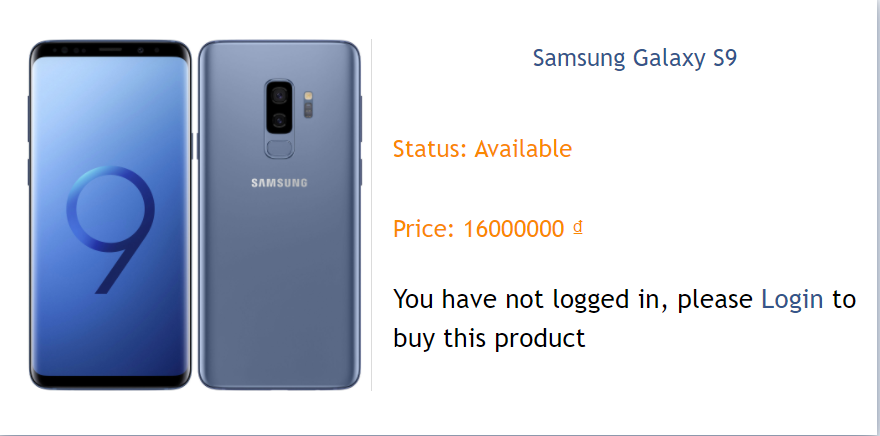 9
SAMSUNG
Samsung Galaxy S9
Status: Available
Price: 16000000 ₫
You have not logged in, please Login to
buy this product